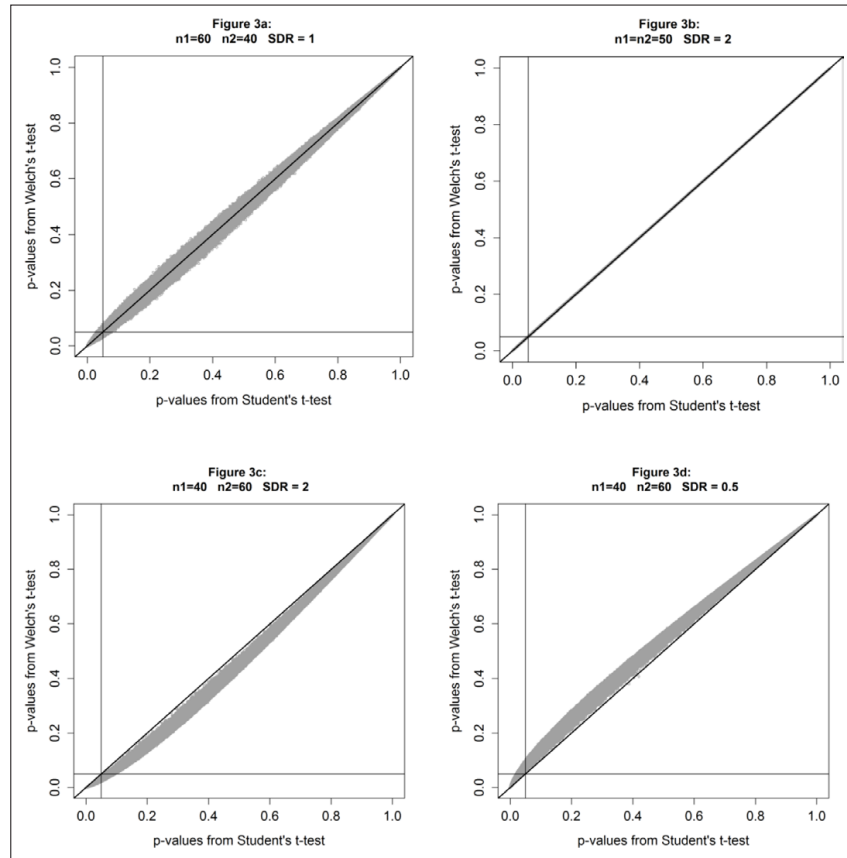 Figure 3a:
n1=60 n2=40 SDR = 1
p-values from Welch's t-test
1.0
0.8
0.6
0.4
0.2
0.0
0.0 0.2 0.4 0.6 0.8 1.0
p-values from Student's t-test
Figure 3b:
n1=n2=50 SDR = 2
p-values from Welch's t-test
1.0
0.8
0.6
0.4
0.2
0.0
0.0 0.2 0.4 0.6 0.8 1.0
p-values from Student's t-test
Figure 3c:
n1=40 n2=60 SDR = 2
p-values from Welch's t-test
1.0
0.8
0.6
0.4
0.2
0.0
0.0 0.2 0.4 0.6 0.8 1.0
p-values from Student's t-test
Figure 3d:
n1=40 n2=60 SDR = 0.5
p-values from Welch's t-test
1.0
0.8
0.6
0.4
0.2
0.0
0.0 0.2 0.4 0.6 0.8 1.0
p-values from Student's t-test